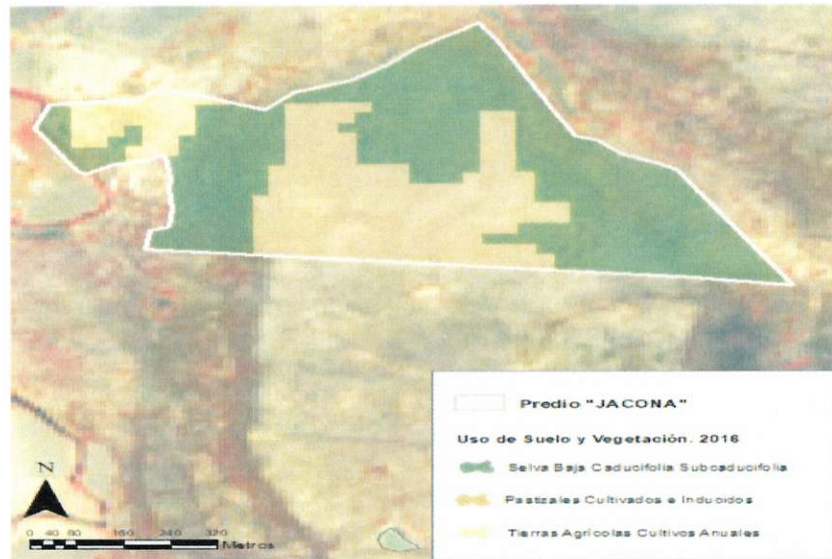 Predio "JACONA"
Uso de Suelo y Vegetación. 2016
Selva Baja Caducifolia Subcaducifolia
Pastizales Cultivados e Inducidos
Tierras Agrícolas Cultivos Anuales
N
0 40 80 160 240 320
Metros